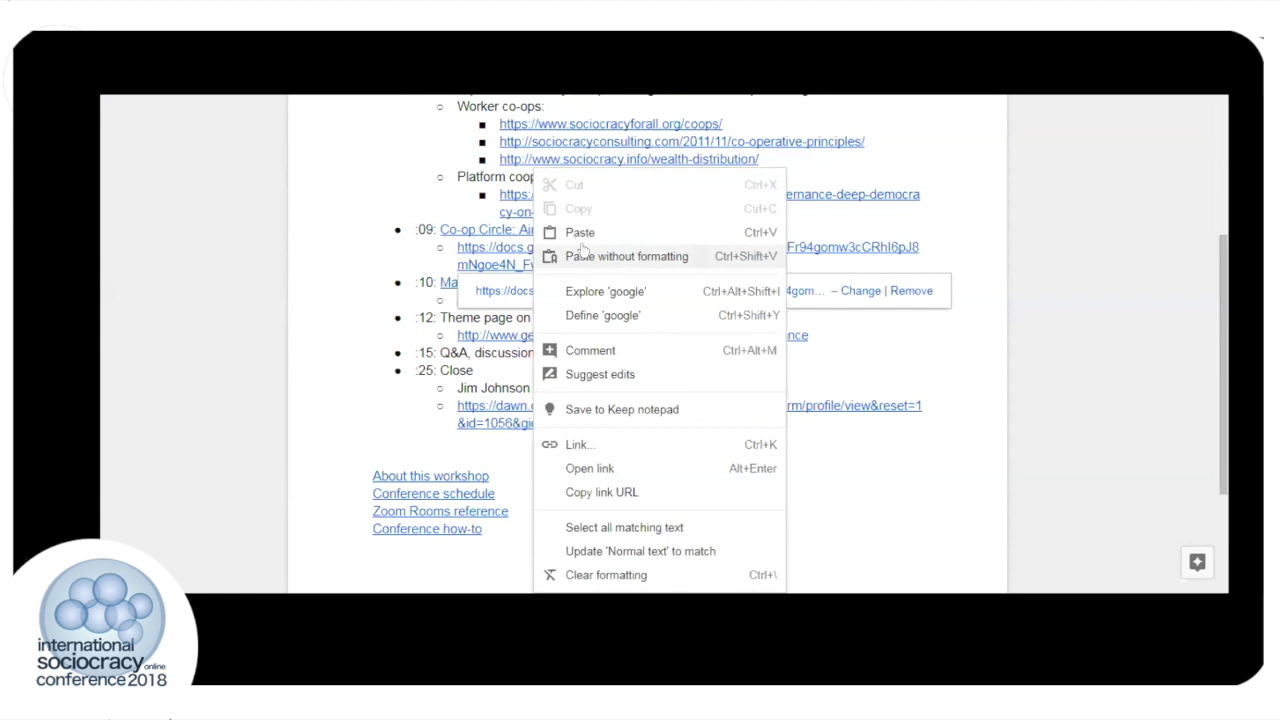 Worker co-ops:
https://www.sociocracyforall.org/coops/
http://sociocracyconsulting.com/2011/11/co-operative-principles/
http://www.sociocracy.info/wealth-distribution/
Platform coop
https:/ ernance-deep-democra
cy-on-
:09: Co-op Circle: Air
https://docs.g Fr94gomw3cCRhI6pJ8
mNgoe4N_Fv
:10: Ma
https://docs 4gom... – Change | Remove
:12: Theme page on
http://www.ge nce
:15: Q&A, discussion
:25: Close
Jim Johnson
https://dawn. rm/profile/view&reset=1
&id=1056&gi
About this workshop
Conference schedule
Zoom Rooms reference
Conference how-to
Cut Ctrl+X
Copy Ctrl+C
Paste Ctrl+V
Paste without formatting Ctrl+Shift+V
Explore 'google' Ctrl+Alt+Shift+I
Define 'google' Ctrl+Shift+Y
Comment Ctrl+Alt+M
Suggest edits
Save to Keep notepad
Link... Ctrl+K
Open link Alt+Enter
Copy link URL
Select all matching text
Update 'Normal text' to match
Clear formatting Ctrl+\
international
sociocracy online
conference 2018